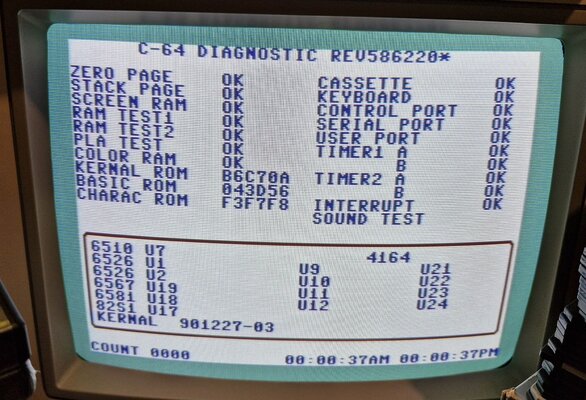 C-64 DIAGNOSTIC REV586220*
ZERO PAGE OK
STACK PAGE OK CASSETTE OK
SCREEN RAM OK KEYBOARD OK
RAM TEST1 OK CONTROL PORT OK
RAM TEST2 OK SERIAL PORT OK
PLA TEST OK USER PORT OK
COLOR RAM OK TIMER1 A OK
KERNAL ROM B6C70A B OK
BASIC ROM 043D56 TIMER2 A OK
CHARAC ROM F3F7F8 B OK
INTERRUPT OK
SOUND TEST
6510 U7 4164
6526 U1 U9 U21
6526 U2 U10 U22
6567 U19 U11 U23
6581 U18 U12 U24
82S1 U17
KERNAL 901227-03
COUNT 0000 00:00:37AM 00:00:37PM